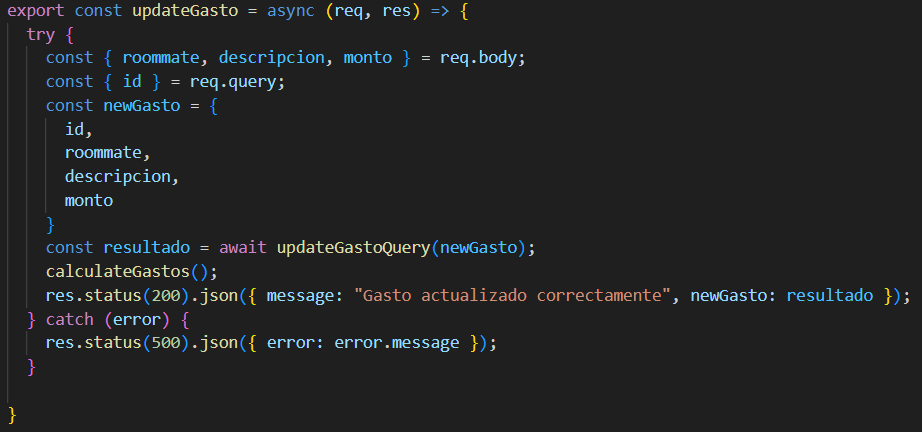 export const updateGasto = async (req, res) => {
  try {
    const { roommate, descripcion, monto } = req.body;
    const { id } = req.query;
    const newGasto = {
      id,
      roommate,
      descripcion,
      monto
    }
    const resultado = await updateGastoQuery(newGasto);
    calculateGastos();
    res.status(200).json({ message: "Gasto actualizado correctamente", newGasto: resultado });
  } catch (error) {
    res.status(500).json({ error: error.message });
  }
}